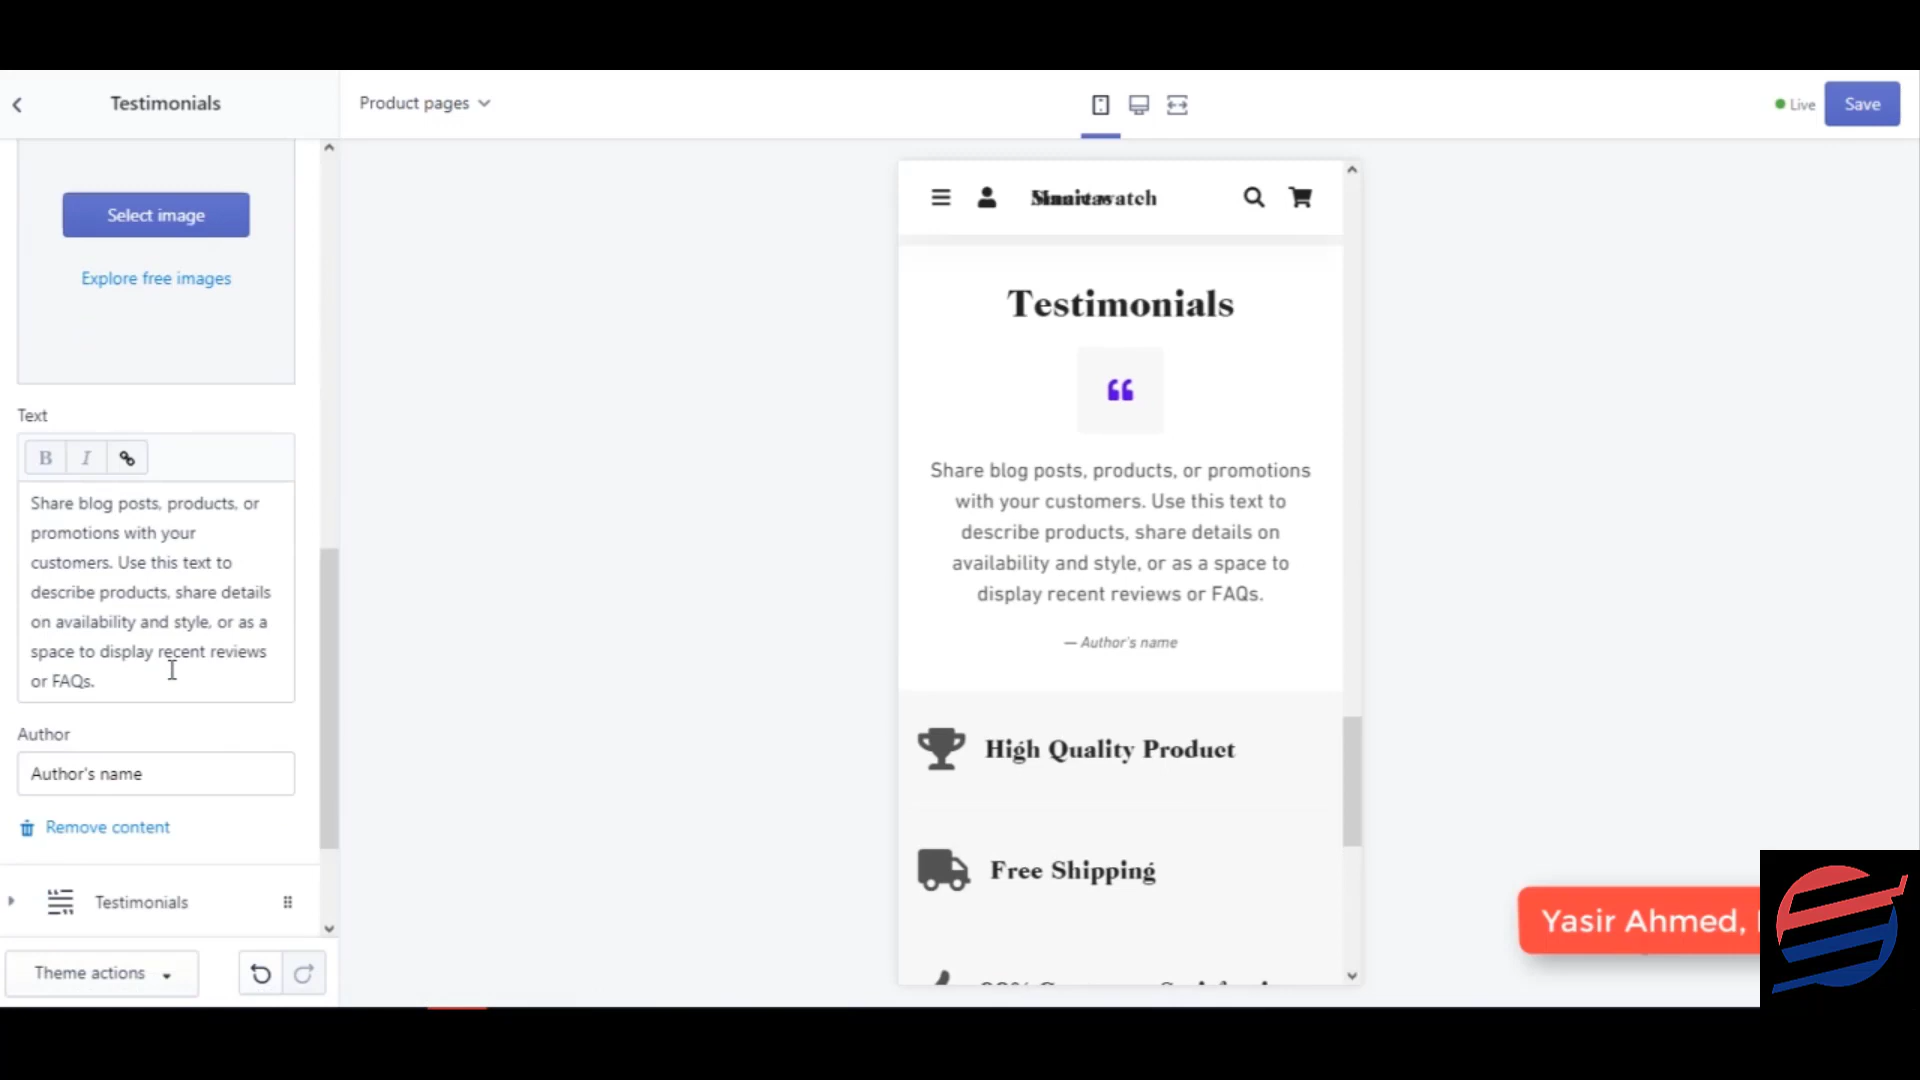 Testimonials
Product pages
Live
Save
Select image
Explore free images
Text
B I
Share blog posts, products, or
promotions with your
customers. Use this text to
describe products, share details
on availability and style, or as a
space to display recent reviews
or FAQs.
Author
Author's name
Remove content
Testimonials
Theme actions
Testimonials
“
Share blog posts, products, or promotions
with your customers. Use this text to
describe products, share details on
availability and style, or as a space to
display recent reviews or FAQs.
— Author's name
High Quality Product
Free Shipping
Yasir Ahmed,